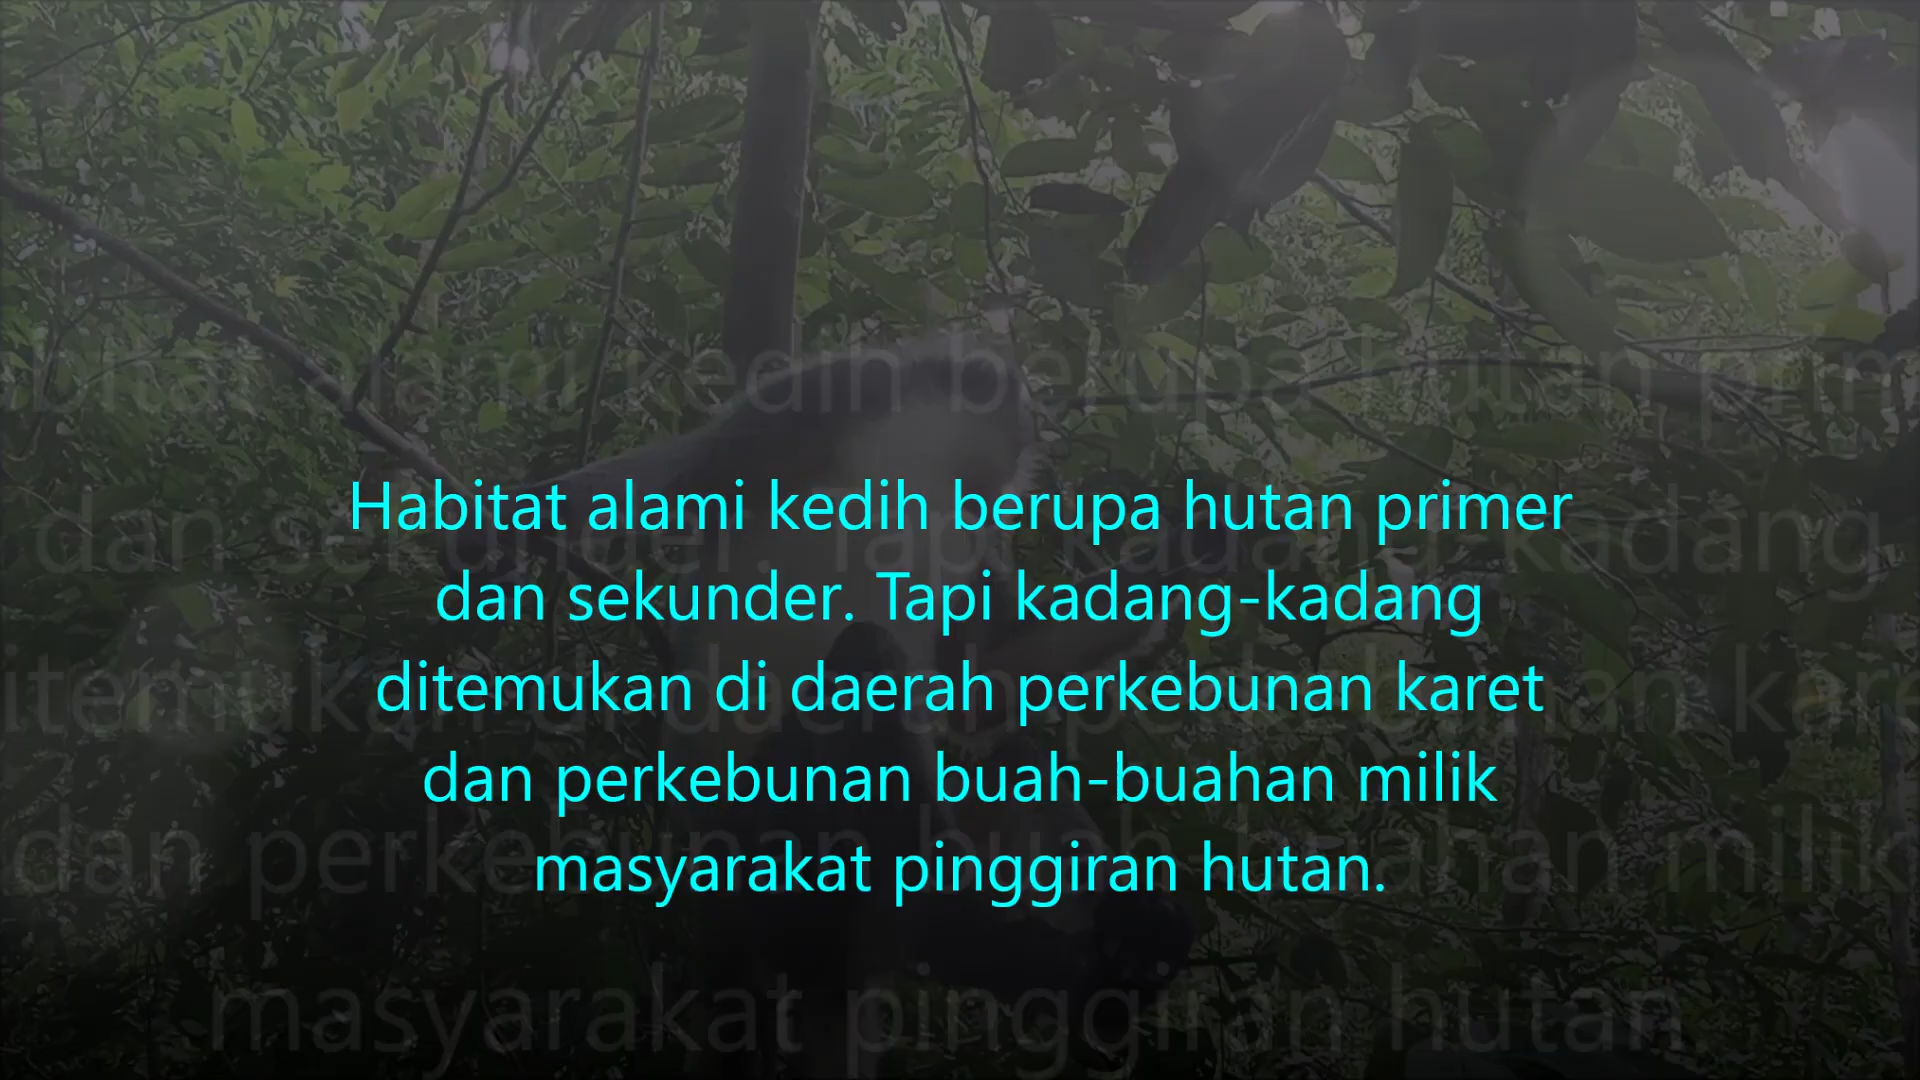 Habitat alami kedih berupa hutan primer
dan sekunder. Tapi kadang-kadang
ditemukan di daerah perkebunan karet
dan perkebunan buah-buahan milik
masyarakat pinggiran hutan.